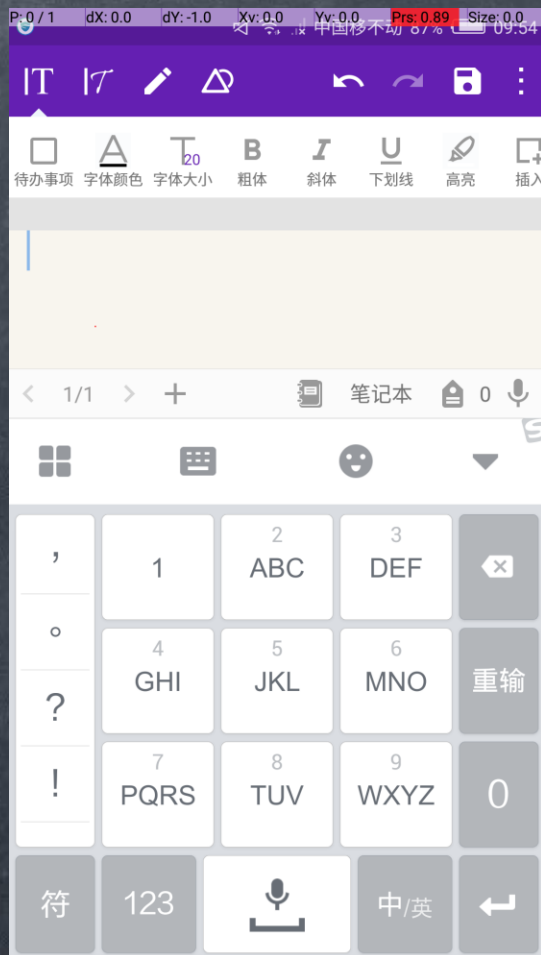 P: 0 / 1 dX: 0.0 dY: -1.0 Xv: 0.0 Yv: 0.0 Prs: 0.89 Size: 0.0
中国移不动 87% 09:54
T T
待办事项 字体颜色 字体大小 粗体 斜体 下划线 高亮 插入
A 20 B I U
1/1 笔记本 0
， 1 2 ABC 3 DEF
。 4 GHI 5 JKL 6 MNO 重输
? 7 PQRS 8 TUV 9 WXYZ 0
!
符 123 中/英